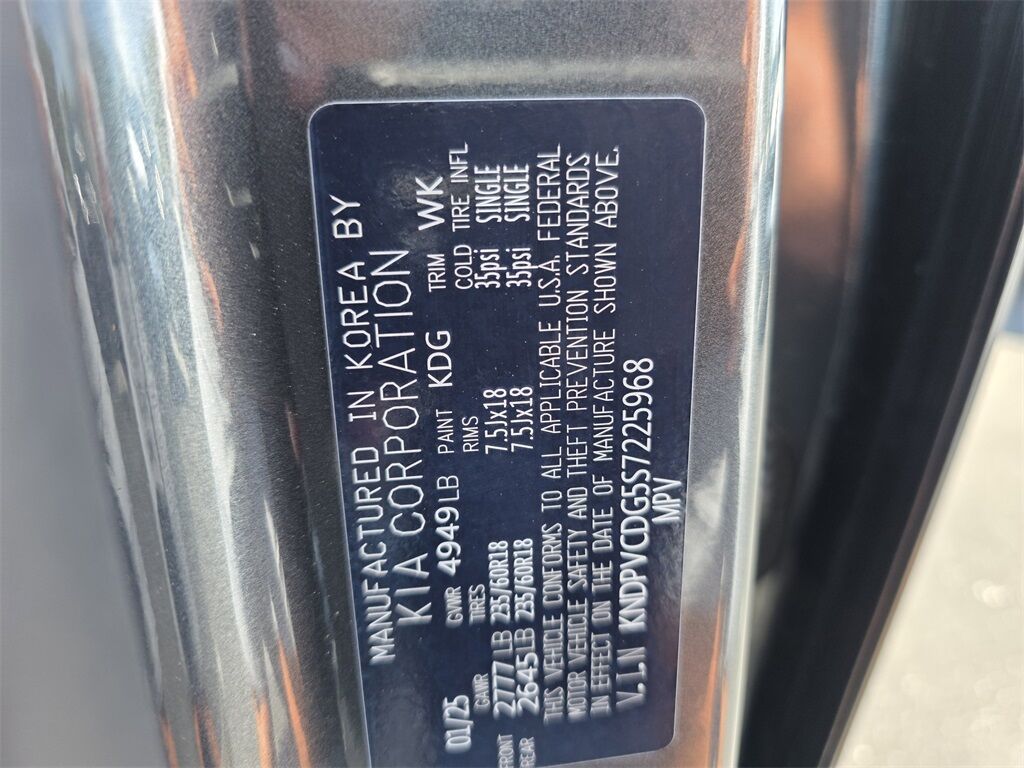 MANUFACTURED IN KOREA BY
KIA CORPORATION
01/25 GVWR 4949LB PAINT KDG TRIM WK
GAWR TIRES RIMS COLD TIRE INFL
FRONT 2777LB 235/60R18 7.5Jx18 35psi SINGLE
REAR 2645LB 235/60R18 7.5Jx18 35psi SINGLE
THIS VEHICLE CONFORMS TO ALL APPLICABLE U.S.A. FEDERAL
MOTOR VEHICLE SAFETY AND THEFT PREVENTION STANDARDS
IN EFFECT ON THE DATE OF MANUFACTURE SHOWN ABOVE.
V.I.N KNDPVCDG5S7225968
MPV